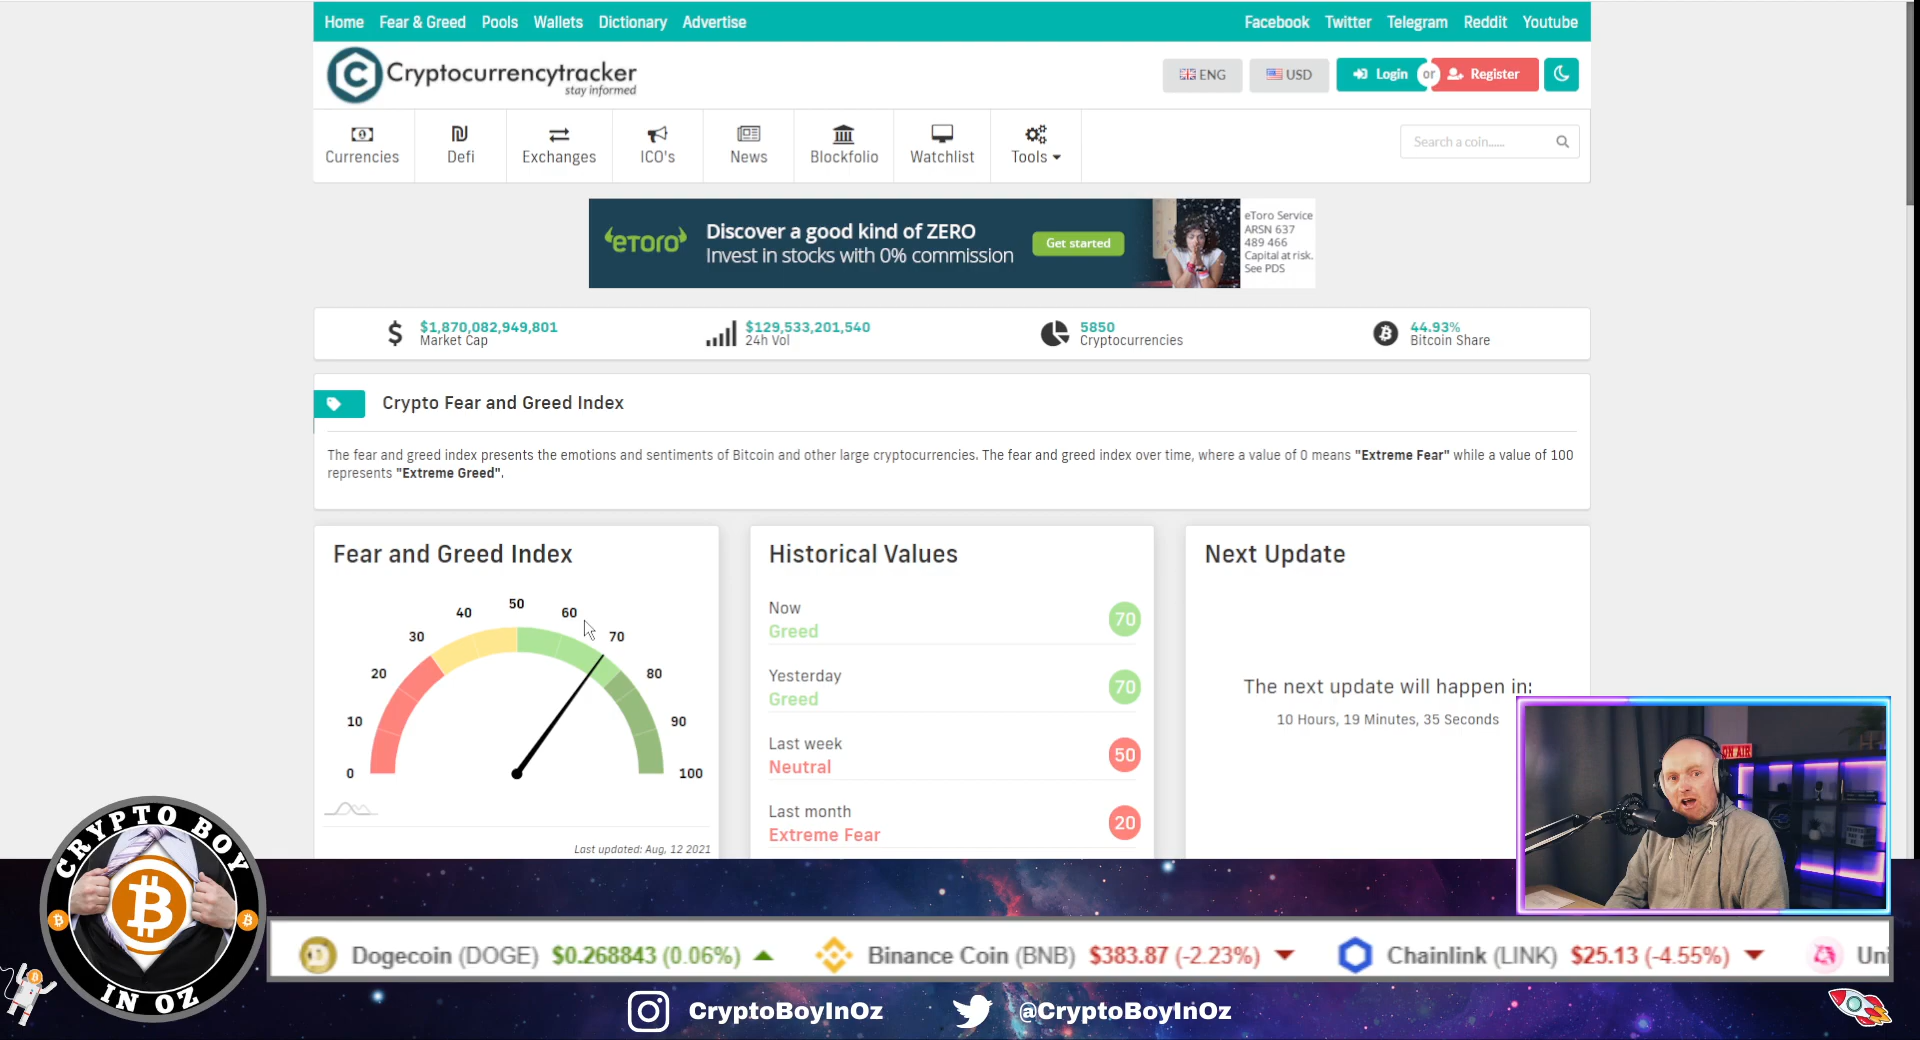 Home Fear & Greed Pools Wallets Dictionary Advertise
Facebook Twitter Telegram Reddit Youtube
Cryptocurrencytracker
stay informed
ENG
USD
Login
or
Register
Currencies
Defi
Exchanges
ICO's
News
Blockfolio
Watchlist
Tools
Search a coin......
eToro
Discover a good kind of ZERO
Invest in stocks with 0% commission
Get started
eToro Service
ARSN 637
489 466
Capital at risk.
See PDS
$1,870,082,949,801
Market Cap
$129,533,201,540
24h Vol
5850
Cryptocurrencies
44.93%
Bitcoin Share
Crypto Fear and Greed Index
The fear and greed index presents the emotions and sentiments of Bitcoin and other large cryptocurrencies. The fear and greed index over time, where a value of 0 means "Extreme Fear" while a value of 100
represents "Extreme Greed".
Fear and Greed Index
0
10
20
30
40
50
60
70
80
90
100
Last updated: Aug, 12 2021
Historical Values
Now
Greed
70
Yesterday
Greed
70
Last week
Neutral
50
Last month
Extreme Fear
20
Next Update
The next update will happen in:
10 Hours, 19 Minutes, 35 Seconds
ON AIR
CRYPTO BOY
IN OZ
Dogecoin (DOGE) $0.268843 (0.06%)
Binance Coin (BNB) $383.87 (-2.23%)
Chainlink (LINK) $25.13 (-4.55%)
Uni
CryptoBoyInOz
@CryptoBoyInOz